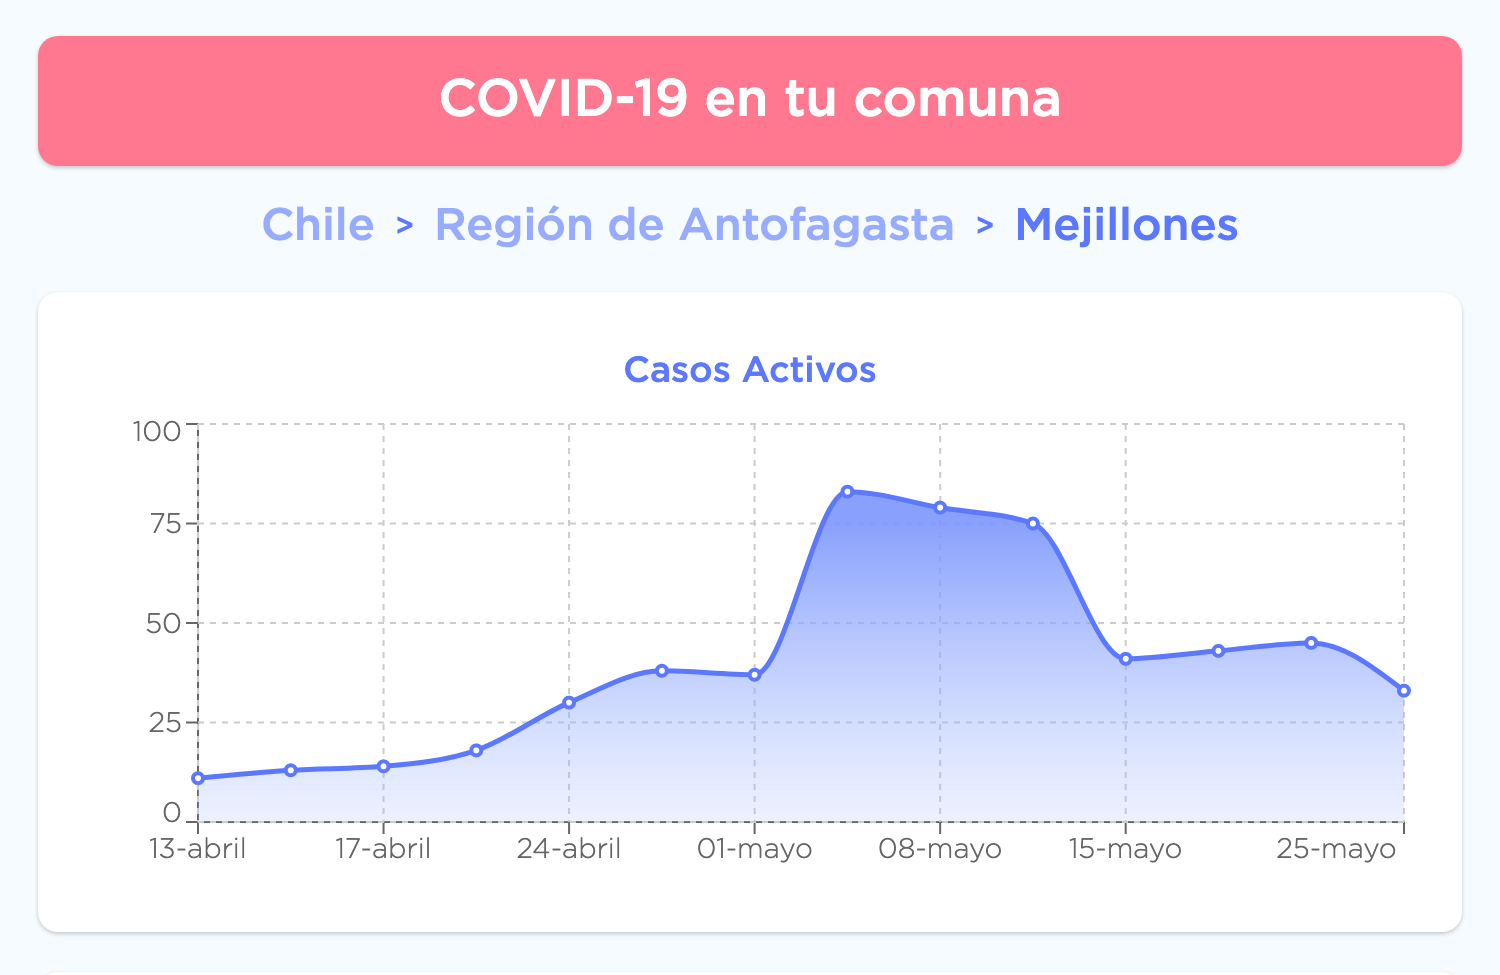 COVID-19 en tu comuna
Chile > Región de Antofagasta > Mejillones
Casos Activos
100
75
50
25
0
13-abril 17-abril 24-abril 01-mayo 08-mayo 15-mayo 25-mayo